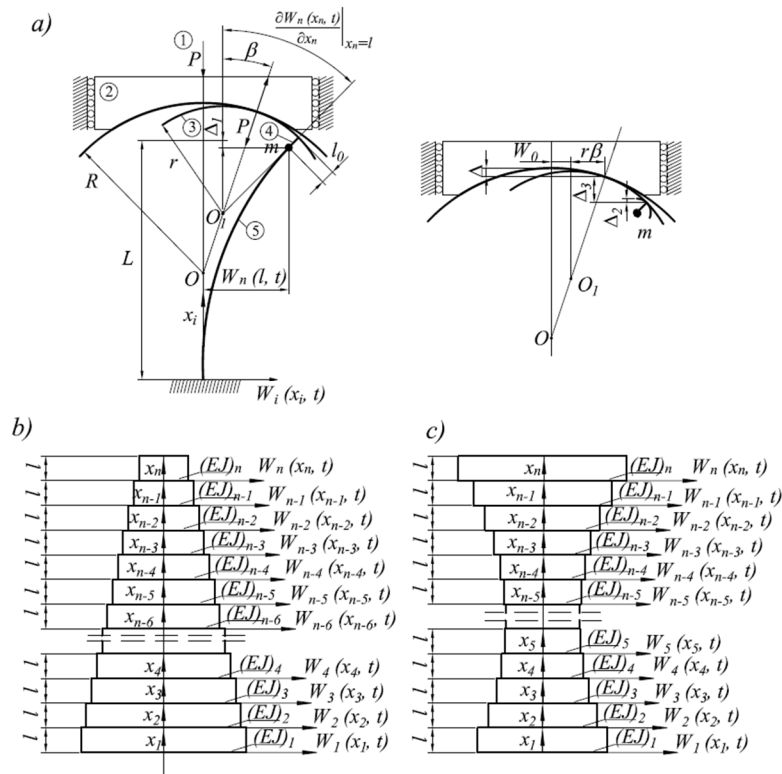 a)
①
P
②
β
∂Wₙ (xₙ, t)
∂xₙ
xₙ=l
③
Δ₁
P
④
m
l₀
r
R
L
O₁
⑤
O
Wₙ (l, t)
xᵢ
Wᵢ (xᵢ, t)
W₀
rβ
Δ
Δ₃
Δ₂
m
O₁
O
b)
l xₙ (EJ)ₙ Wₙ (xₙ, t)
l xₙ₋₁ (EJ)ₙ₋₁ Wₙ₋₁ (xₙ₋₁, t)
l xₙ₋₂ (EJ)ₙ₋₂ Wₙ₋₂ (xₙ₋₂, t)
l xₙ₋₃ (EJ)ₙ₋₃ Wₙ₋₃ (xₙ₋₃, t)
l xₙ₋₄ (EJ)ₙ₋₄ Wₙ₋₄ (xₙ₋₄, t)
l xₙ₋₅ (EJ)ₙ₋₅ Wₙ₋₅ (xₙ₋₅, t)
l xₙ₋₆ (EJ)ₙ₋₆ Wₙ₋₆ (xₙ₋₆, t)
l x₄ (EJ)₄ W₄ (x₄, t)
l x₃ (EJ)₃ W₃ (x₃, t)
l x₂ (EJ)₂ W₂ (x₂, t)
l x₁ (EJ)₁ W₁ (x₁, t)
c)
l xₙ (EJ)ₙ Wₙ (xₙ, t)
l xₙ₋₁ (EJ)ₙ₋₁ Wₙ₋₁ (xₙ₋₁, t)
l xₙ₋₂ (EJ)ₙ₋₂ Wₙ₋₂ (xₙ₋₂, t)
l xₙ₋₃ (EJ)ₙ₋₃ Wₙ₋₃ (xₙ₋₃, t)
l xₙ₋₄ (EJ)ₙ₋₄ Wₙ₋₄ (xₙ₋₄, t)
l xₙ₋₅ (EJ)ₙ₋₅ Wₙ₋₅ (xₙ₋₅, t)
l x₅ (EJ)₅ W₅ (x₅, t)
l x₄ (EJ)₄ W₄ (x₄, t)
l x₃ (EJ)₃ W₃ (x₃, t)
l x₂ (EJ)₂ W₂ (x₂, t)
l x₁ (EJ)₁ W₁ (x₁, t)